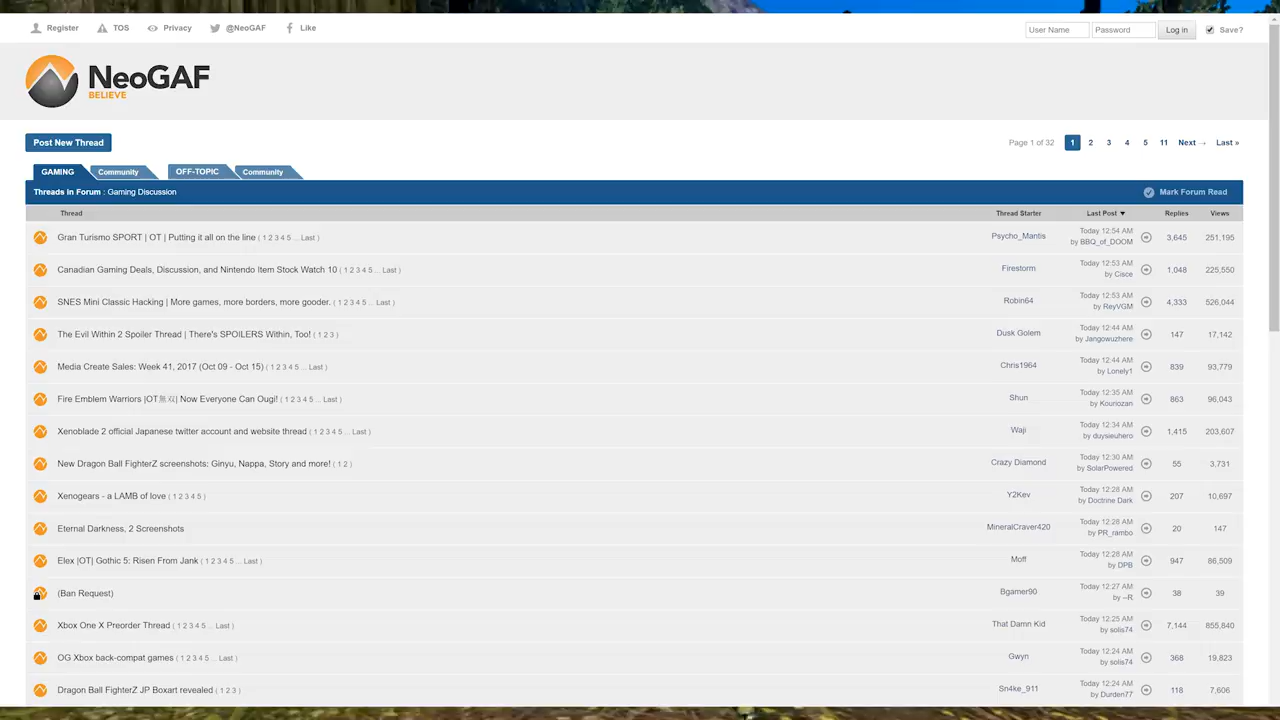 Register TOS Privacy @NeoGAF Like User Name Password Log in Save?
NeoGAF
BELIEVE
Post New Thread Page 1 of 32 1 2 3 4 5 11 Next → Last »
GAMING Community OFF-TOPIC Community
Threads in Forum : Gaming Discussion Mark Forum Read
Thread Thread Starter Last Post Replies Views
Gran Turismo SPORT | OT | Putting it all on the line ( 1 2 3 4 5 ... Last ) Psycho_Mantis Today 12:54 AM 3,645 251,195
by BBQ_of_DOOM
Canadian Gaming Deals, Discussion, and Nintendo Item Stock Watch 10 ( 1 2 3 4 5 ... Last ) Firestorm Today 12:53 AM 1,048 225,550
by Cisce
SNES Mini Classic Hacking | More games, more borders, more gooder. ( 1 2 3 4 5 ... Last ) Robin64 Today 12:53 AM 4,333 526,044
by ReyVGM
The Evil Within 2 Spoiler Thread | There's SPOILERS Within, Too! ( 1 2 3 ) Dusk Golem Today 12:44 AM 147 17,142
by Jangowuzhere
Media Create Sales: Week 41, 2017 (Oct 09 - Oct 15) ( 1 2 3 4 5 ... Last ) Chris1964 Today 12:44 AM 839 93,779
by Lonely1
Fire Emblem Warriors |OT無双| Now Everyone Can Ougi! ( 1 2 3 4 5 ... Last ) Shun Today 12:35 AM 863 96,043
by Kouriozan
Xenoblade 2 official Japanese twitter account and website thread ( 1 2 3 4 5 ... Last ) Waji Today 12:34 AM 1,415 203,607
by duysieuhero
New Dragon Ball FighterZ screenshots: Ginyu, Nappa, Story and more! ( 1 2 ) Crazy Diamond Today 12:30 AM 55 3,731
by SolarPowered
Xenogears - a LAMB of love ( 1 2 3 4 5 ) Y2Kev Today 12:28 AM 207 10,697
by Doctrine Dark
Eternal Darkness, 2 Screenshots MineralCraver420 Today 12:28 AM 20 147
by PR_rambo
Elex |OT| Gothic 5: Risen From Jank ( 1 2 3 4 5 ... Last ) Moff Today 12:28 AM 947 86,509
by DPB
(Ban Request) Bgamer90 Today 12:27 AM 38 39
by --R
Xbox One X Preorder Thread ( 1 2 3 4 5 ... Last ) That Damn Kid Today 12:25 AM 7,144 855,840
by solis74
OG Xbox back-compat games ( 1 2 3 4 5 ... Last ) Gwyn Today 12:24 AM 368 19,823
by solis74
Dragon Ball FighterZ JP Boxart revealed ( 1 2 3 ) Sn4ke_911 Today 12:24 AM 118 7,606
by Durden77